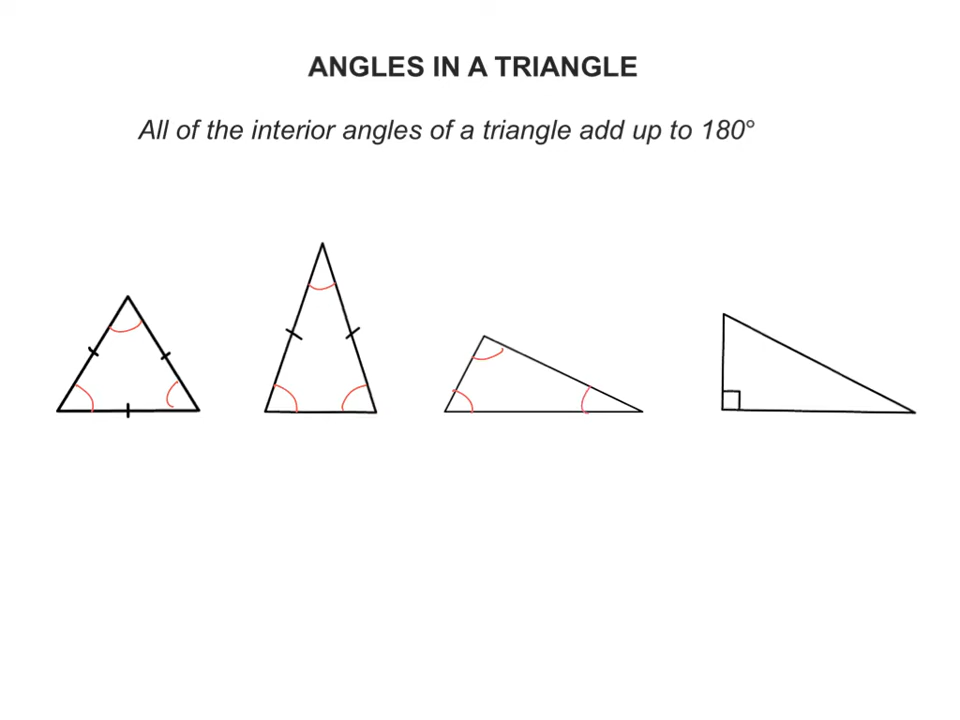 ANGLES IN A TRIANGLE
All of the interior angles of a triangle add up to 180°